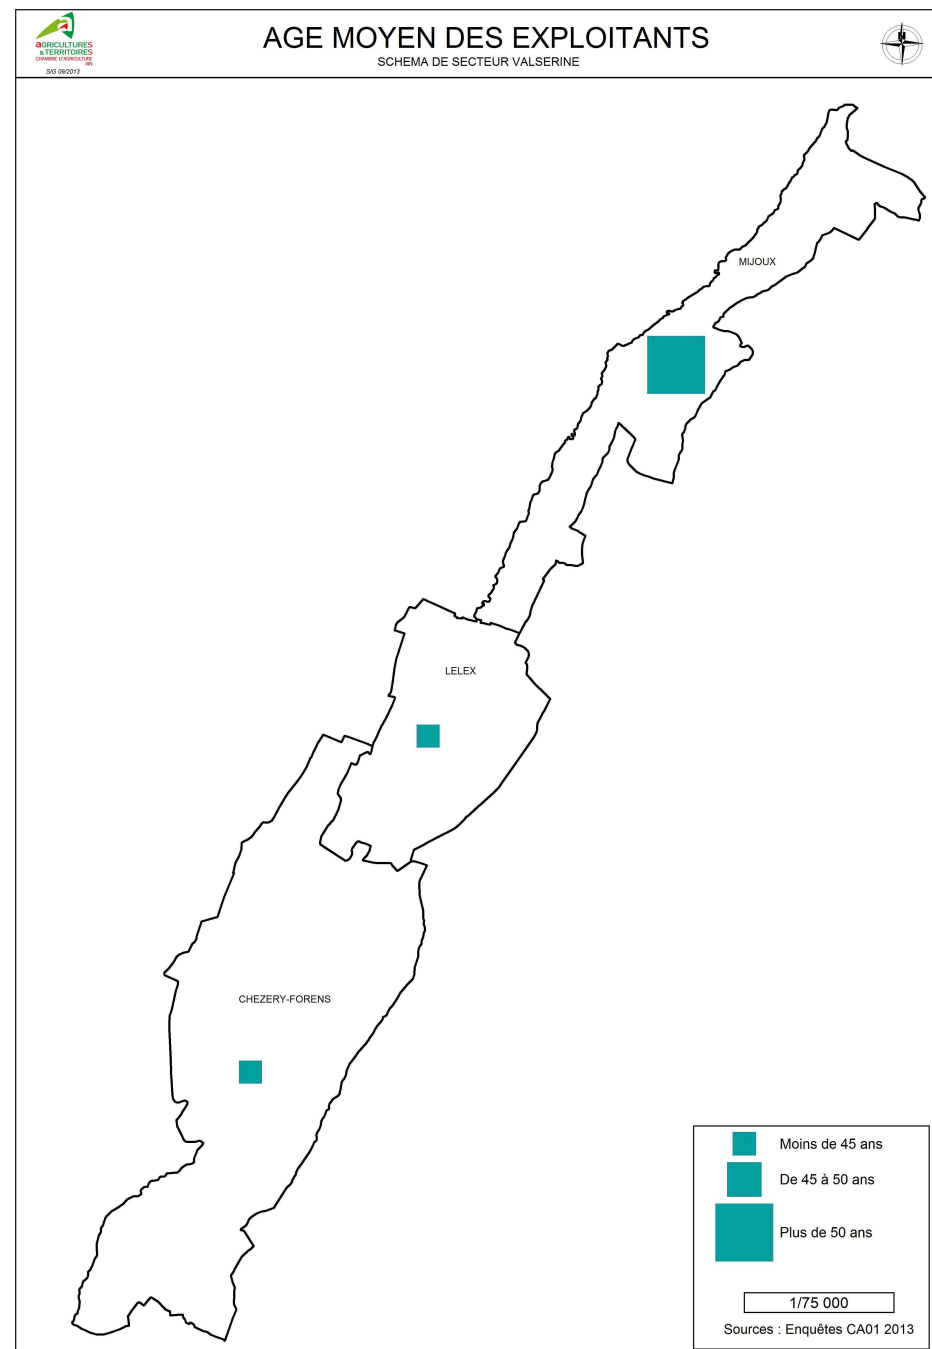 AGRICULTURES
& TERRITOIRES
CHAMBRE D'AGRICULTURE
AIN
SIG 09/2013
AGE MOYEN DES EXPLOITANTS
SCHEMA DE SECTEUR VALSERINE
N
MIJOUX
LELEX
CHEZERY-FORENS
Moins de 45 ans
De 45 à 50 ans
Plus de 50 ans
1/75 000
Sources : Enquêtes CA01 2013